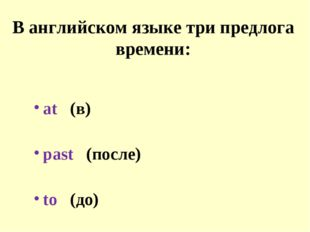 В английском языке три предлога
времени:
• at (в)
• past (после)
• to (до)